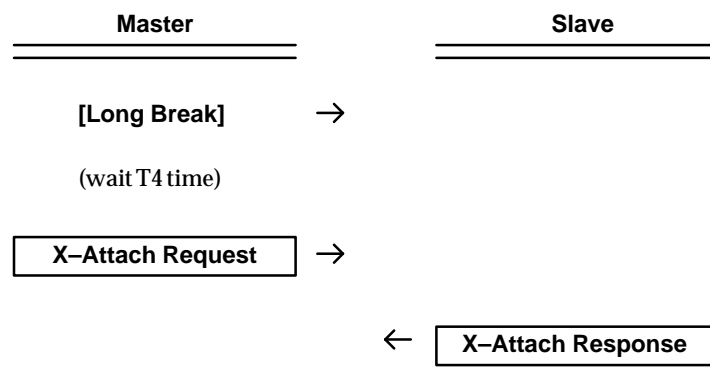 Master Slave
[Long Break] →
(wait T4 time)
X–Attach Request →
← X–Attach Response